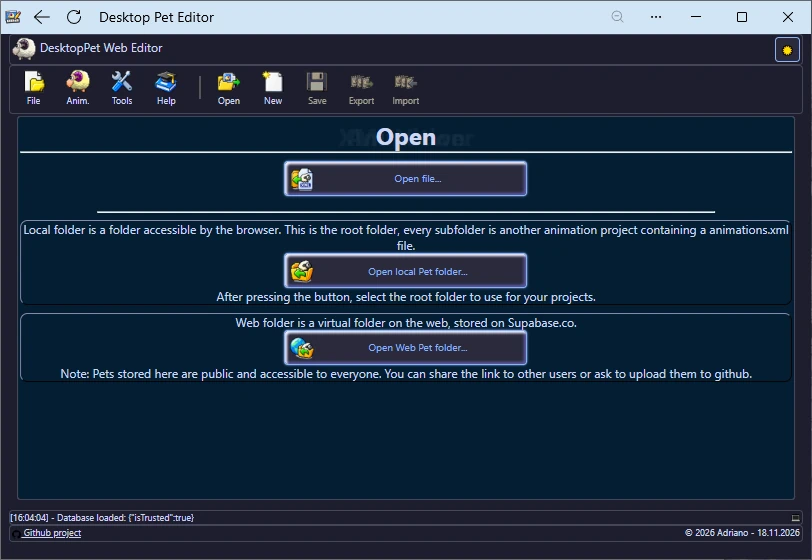 Desktop Pet Editor
DesktopPet Web Editor
File Anim. Tools Help Open New Save Export Import
Open
Open file...
Local folder is a folder accessible by the browser. This is the root folder, every subfolder is another animation project containing a animations.xml
file.
Open local Pet folder...
After pressing the button, select the root folder to use for your projects.
Web folder is a virtual folder on the web, stored on Supabase.co.
Open Web Pet folder...
Note: Pets stored here are public and accessible to everyone. You can share the link to other users or ask to upload them to github.
[16:04:04] - Database loaded: {"isTrusted":true}
Github project
© 2026 Adriano - 18.11.2026